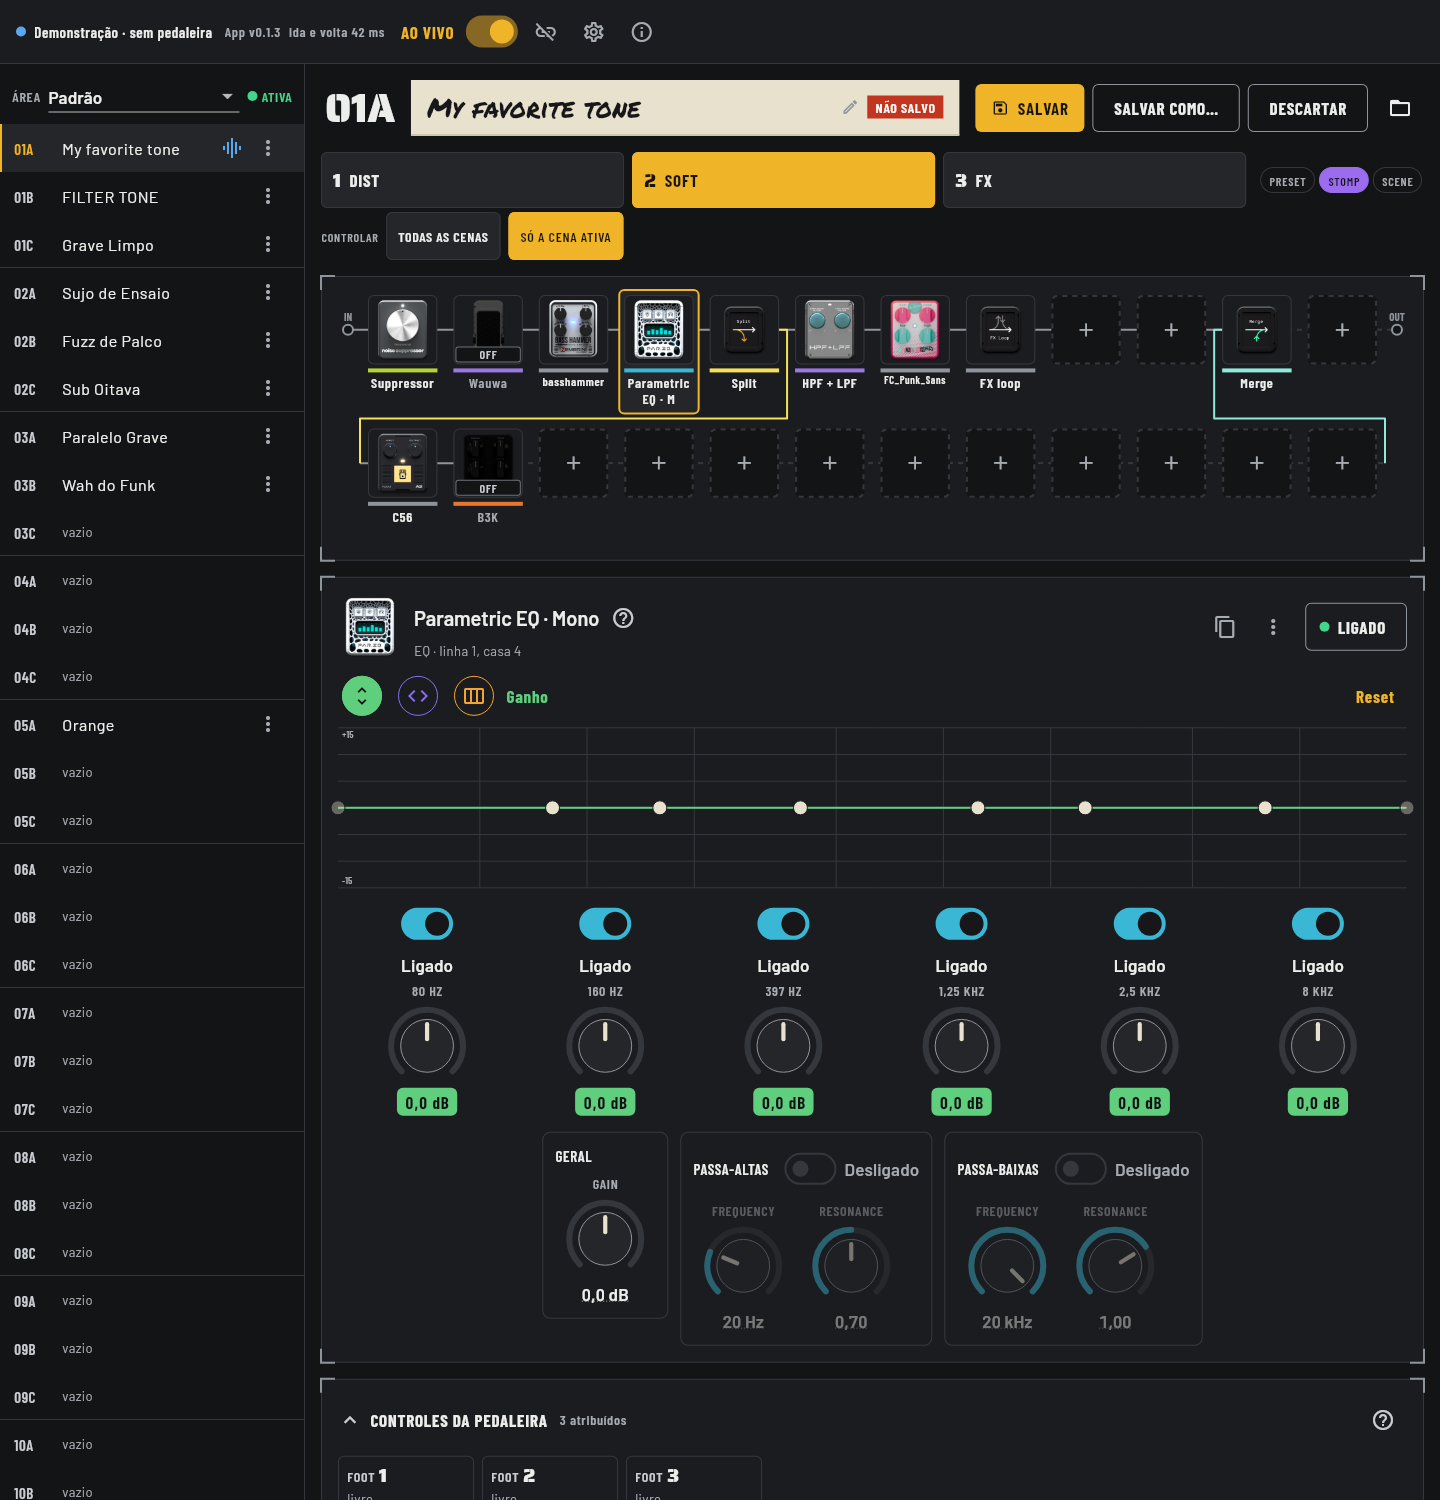 Demonstração · sem pedaleira App v0.1.3 Ida e volta 42 ms AO VIVO
ÁREA Padrão ATIVA
01A My favorite tone
01B FILTER TONE
01C Grave Limpo
02A Sujo de Ensaio
02B Fuzz de Palco
02C Sub Oitava
03A Paralelo Grave
03B Wah do Funk
03C vazio
04A vazio
04B vazio
04C vazio
05A Orange
05B vazio
05C vazio
06A vazio
06B vazio
06C vazio
07A vazio
07B vazio
07C vazio
08A vazio
08B vazio
08C vazio
09A vazio
09B vazio
09C vazio
10A vazio
10B vazio
01A My favorite tone NÃO SALVO SALVAR SALVAR COMO... DESCARTAR
1 DIST 2 SOFT 3 FX PRESET STOMP SCENE
CONTROLAR TODAS AS CENAS SÓ A CENA ATIVA
IN OUT
OFF
Suppressor Wauwa basshammer Parametric EQ · M Split HPF + LPF FC_Punk_Sans FX loop Merge
OFF
C56 B3K
Parametric EQ · Mono
EQ · linha 1, casa 4
LIGADO
Ganho Reset
+15
-15
Ligado Ligado Ligado Ligado Ligado Ligado
80 HZ 160 HZ 397 HZ 1,25 KHZ 2,5 KHZ 8 KHZ
0,0 dB 0,0 dB 0,0 dB 0,0 dB 0,0 dB 0,0 dB
GERAL
GAIN
0,0 dB
PASSA-ALTAS Desligado
FREQUENCY RESONANCE
20 Hz 0,70
PASSA-BAIXAS Desligado
FREQUENCY RESONANCE
20 kHz 1,00
CONTROLES DA PEDALEIRA 3 atribuídos
FOOT 1 FOOT 2 FOOT 3
livre livre livre